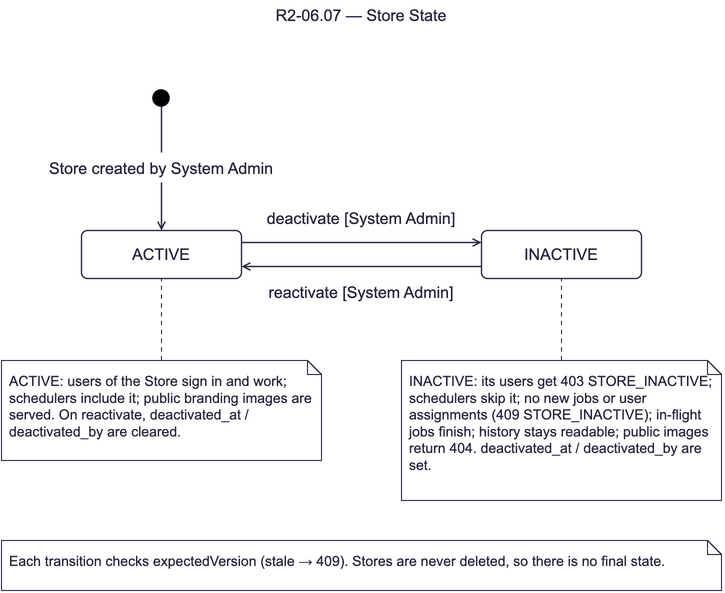 R2-06.07 — Store State
Store created by System Admin
deactivate [System Admin]
ACTIVE
INACTIVE
reactivate [System Admin]
ACTIVE: users of the Store sign in and work;
schedulers include it; public branding images are
served. On reactivate, deactivated_at /
deactivated_by are cleared.
INACTIVE: its users get 403 STORE_INACTIVE;
schedulers skip it; no new jobs or user
assignments (409 STORE_INACTIVE); in-flight
jobs finish; history stays readable; public images
return 404. deactivated_at / deactivated_by are
set.
Each transition checks expectedVersion (stale → 409). Stores are never deleted, so there is no final state.